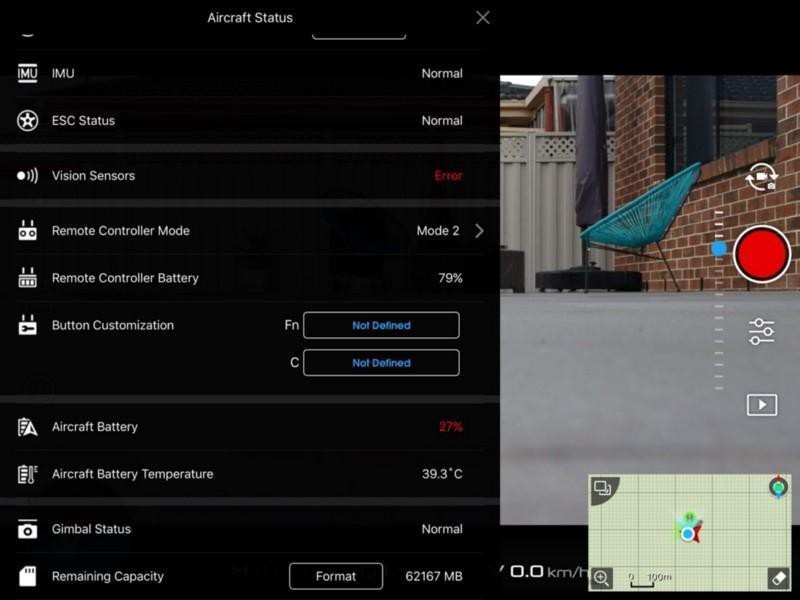 Aircraft Status
IMU IMU Normal
ESC Status Normal
Vision Sensors Error
Remote Controller Mode Mode 2
Remote Controller Battery 79%
Button Customization Fn Not Defined
C Not Defined
Aircraft Battery 27%
Aircraft Battery Temperature 39.3°C
Gimbal Status Normal
Remaining Capacity Format 62167 MB
H
0.0 km/h
0 100m